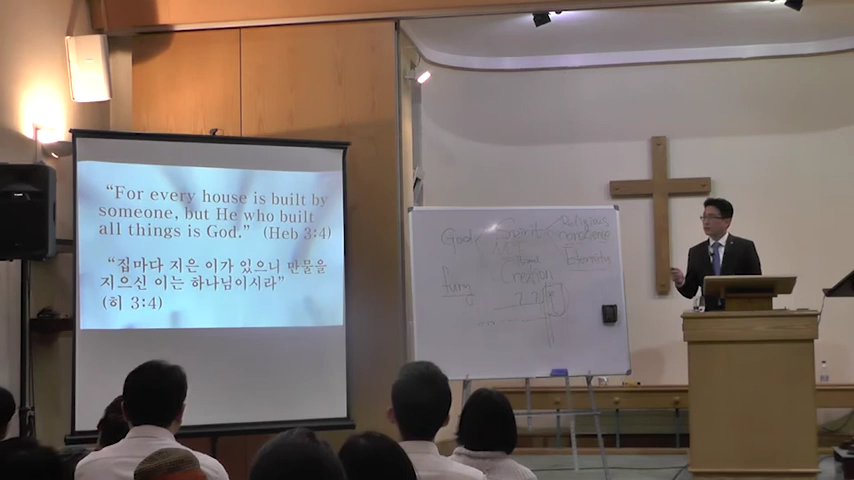 “For every house is built by
someone, but He who built
all things is God.” (Heb 3:4)
“집마다 지은 이가 있으니 만물을
지으신 이는 하나님이시라”
(히 3:4)
God
Spirit
Religious
conscience
Eternity
Creation